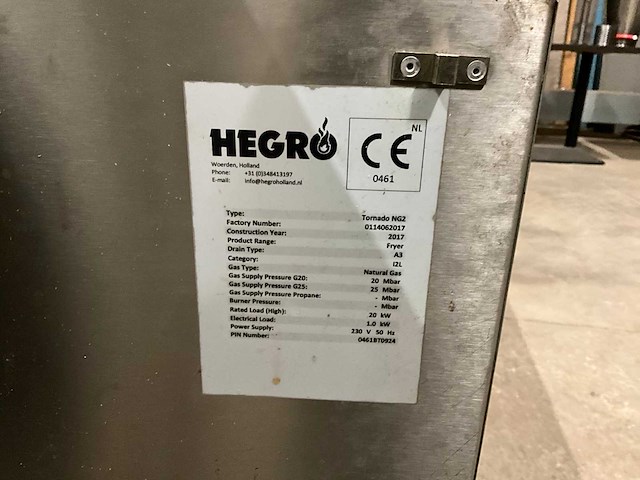 HEGRO
Woerden, Holland
Phone: +31 (0)348413197
E-mail: info@hegroholland.nl
NL
CE
0461
Type: Tornado NG2
Factory Number: 0114062017
Construction Year: 2017
Product Range: Fryer
Drain Type: A3
Category: I2L
Gas Type: Natural Gas
Gas Supply Pressure G20: 20 Mbar
Gas Supply Pressure G25: 25 Mbar
Gas Supply Pressure Propane: - Mbar
Burner Pressure: - Mbar
Rated Load (High): 20 kW
Electrical Load: 1.0 kW
Power Supply: 230 V 50 Hz
PIN Number: 0461BT0924